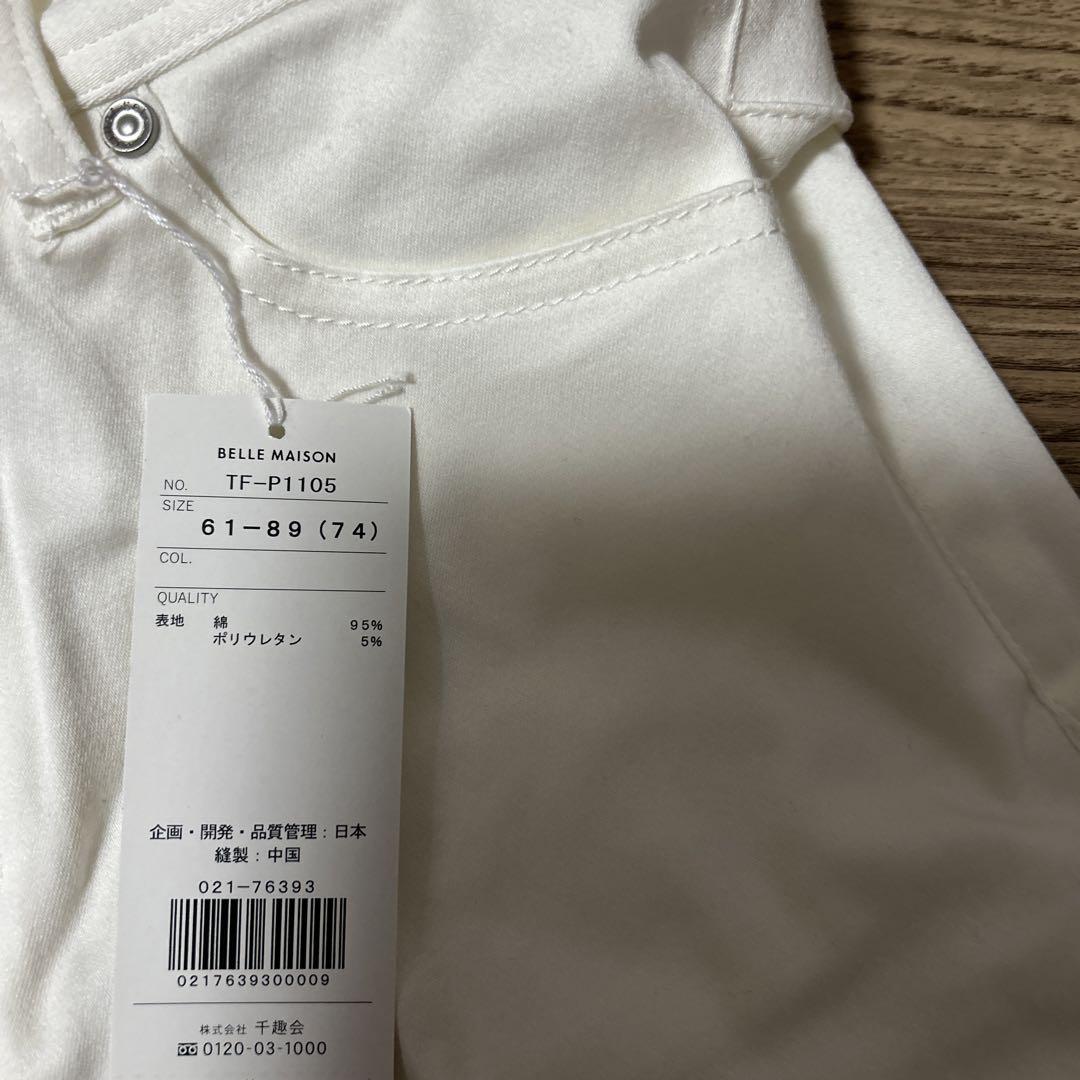 BELLE MAISON
NO. TF-P1105
SIZE
61-89(74)
COL.
QUALITY
表地 綿 95%
ポリウレタン 5%
企画・開発・品質管理:日本
縫製:中国
021-76393
0217639300009
株式会社 千趣会
0120-03-1000